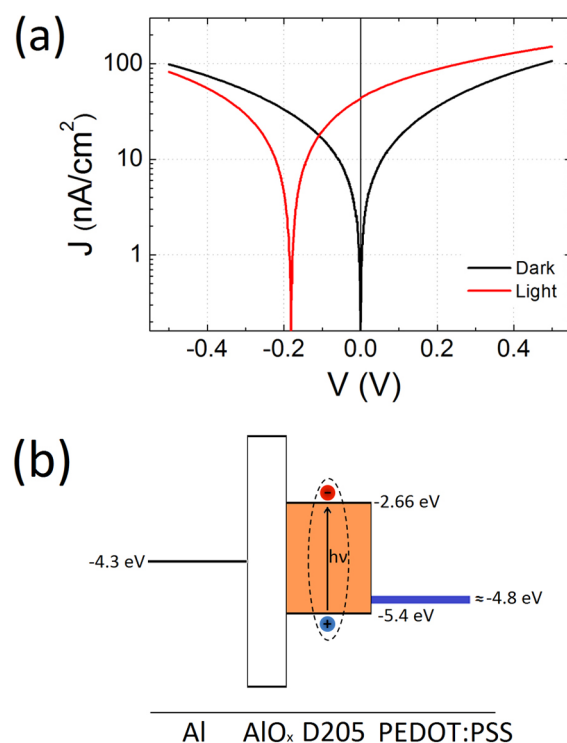 (a)
J (nA/cm²)
100
10
1
Dark
Light
-0.4 -0.2 0.0 0.2 0.4
V (V)
(b)
-2.66 eV
-4.3 eV
hν
≈-4.8 eV
-5.4 eV
Al AlOₓ D205 PEDOT:PSS